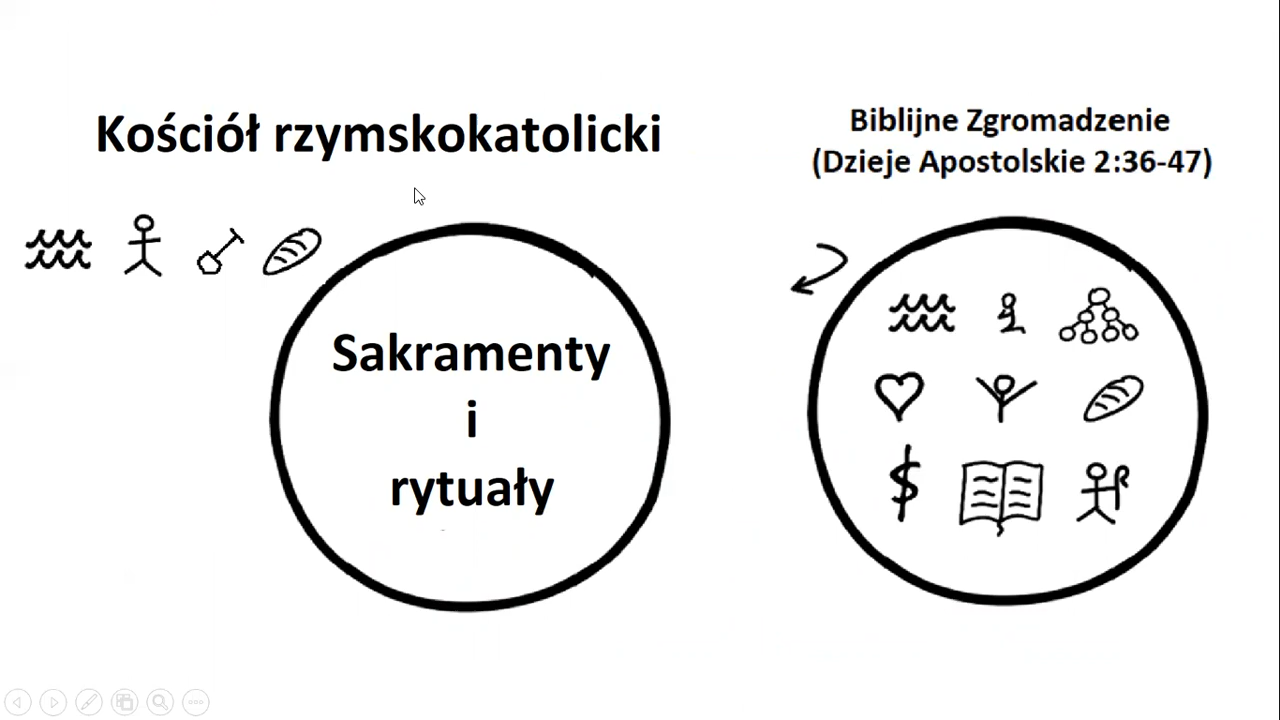 Kościół rzymskokatolicki
Sakramenty
i
rytuały
Biblijne Zgromadzenie
(Dzieje Apostolskie 2:36-47)
$